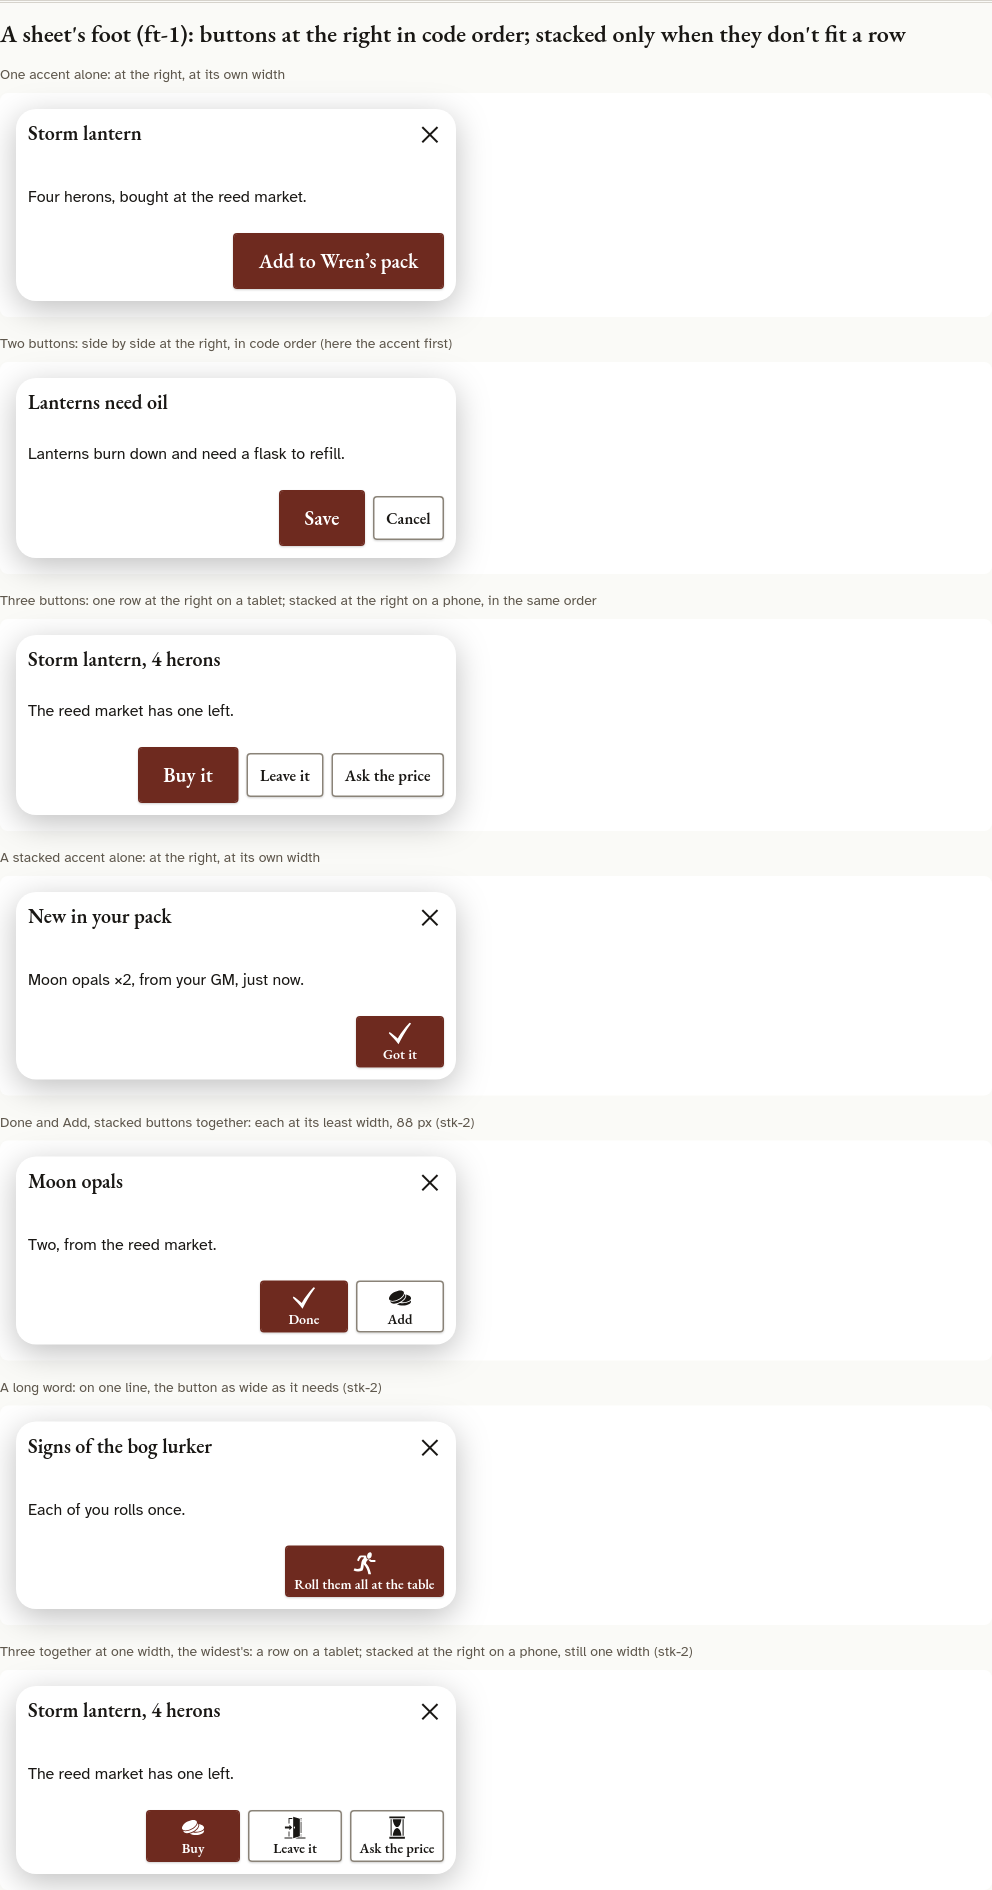 A sheet's foot (ft-1): buttons at the right in code order; stacked only when they don't fit a row
One accent alone: at the right, at its own width
Storm lantern
Four herons, bought at the reed market.
Add to Wren’s pack
Two buttons: side by side at the right, in code order (here the accent first)
Lanterns need oil
Lanterns burn down and need a flask to refill.
Save
Cancel
Three buttons: one row at the right on a tablet; stacked at the right on a phone, in the same order
Storm lantern, 4 herons
The reed market has one left.
Buy it
Leave it
Ask the price
A stacked accent alone: at the right, at its own width
New in your pack
Moon opals ×2, from your GM, just now.
Got it
Done and Add, stacked buttons together: each at its least width, 88 px (stk-2)
Moon opals
Two, from the reed market.
Done
Add
A long word: on one line, the button as wide as it needs (stk-2)
Signs of the bog lurker
Each of you rolls once.
Roll them all at the table
Three together at one width, the widest's: a row on a tablet; stacked at the right on a phone, still one width (stk-2)
Storm lantern, 4 herons
The reed market has one left.
Buy
Leave it
Ask the price